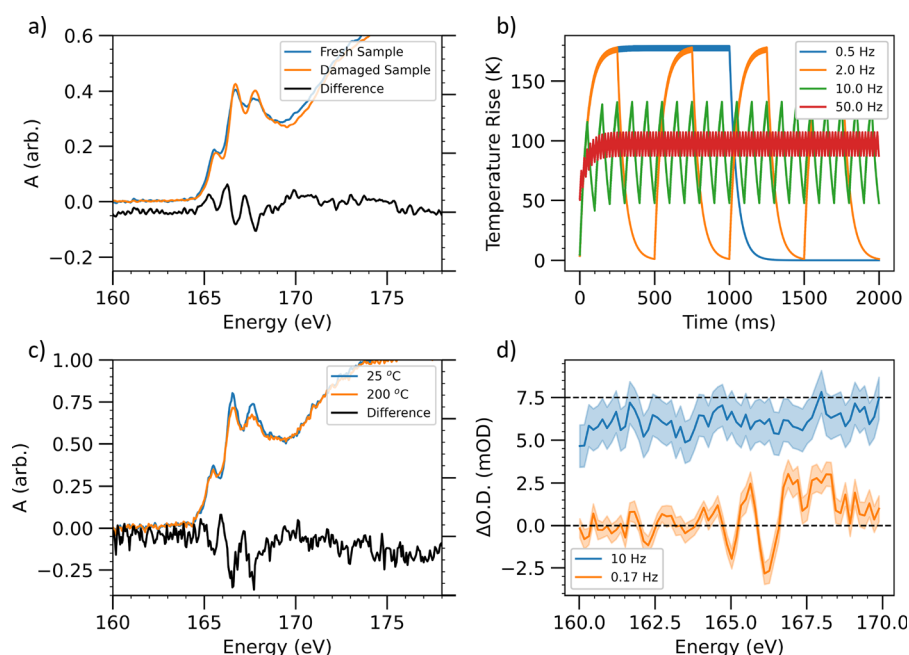 a)
0.6
0.4
0.2
0.0
−0.2
A (arb.)
160 165 170 175
Energy (eV)
Fresh Sample
Damaged Sample
Difference
b)
150
100
50
0
Temperature Rise (K)
0 500 1000 1500 2000
Time (ms)
0.5 Hz
2.0 Hz
10.0 Hz
50.0 Hz
c)
1.00
0.75
0.50
0.25
0.00
−0.25
A (arb.)
160 165 170 175
Energy (eV)
25 °C
200 °C
Difference
d)
7.5
5.0
2.5
0.0
−2.5
ΔO.D. (mOD)
160.0 162.5 165.0 167.5 170.0
Energy (eV)
10 Hz
0.17 Hz